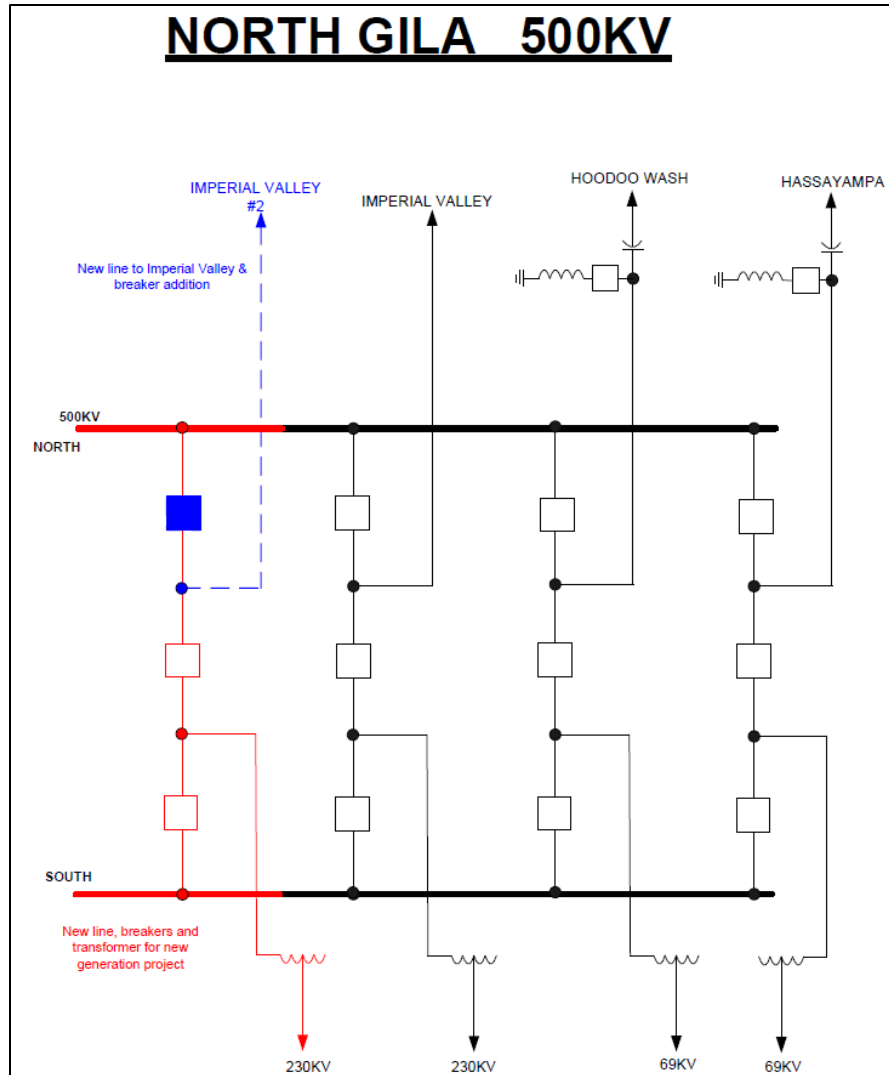 NORTH GILA 500KV
IMPERIAL VALLEY
#2
IMPERIAL VALLEY
HOODOO WASH
HASSAYAMPA
New line to Imperial Valley &
breaker addition
500KV
NORTH
SOUTH
New line, breakers and
transformer for new
generation project
230KV
230KV
69KV
69KV